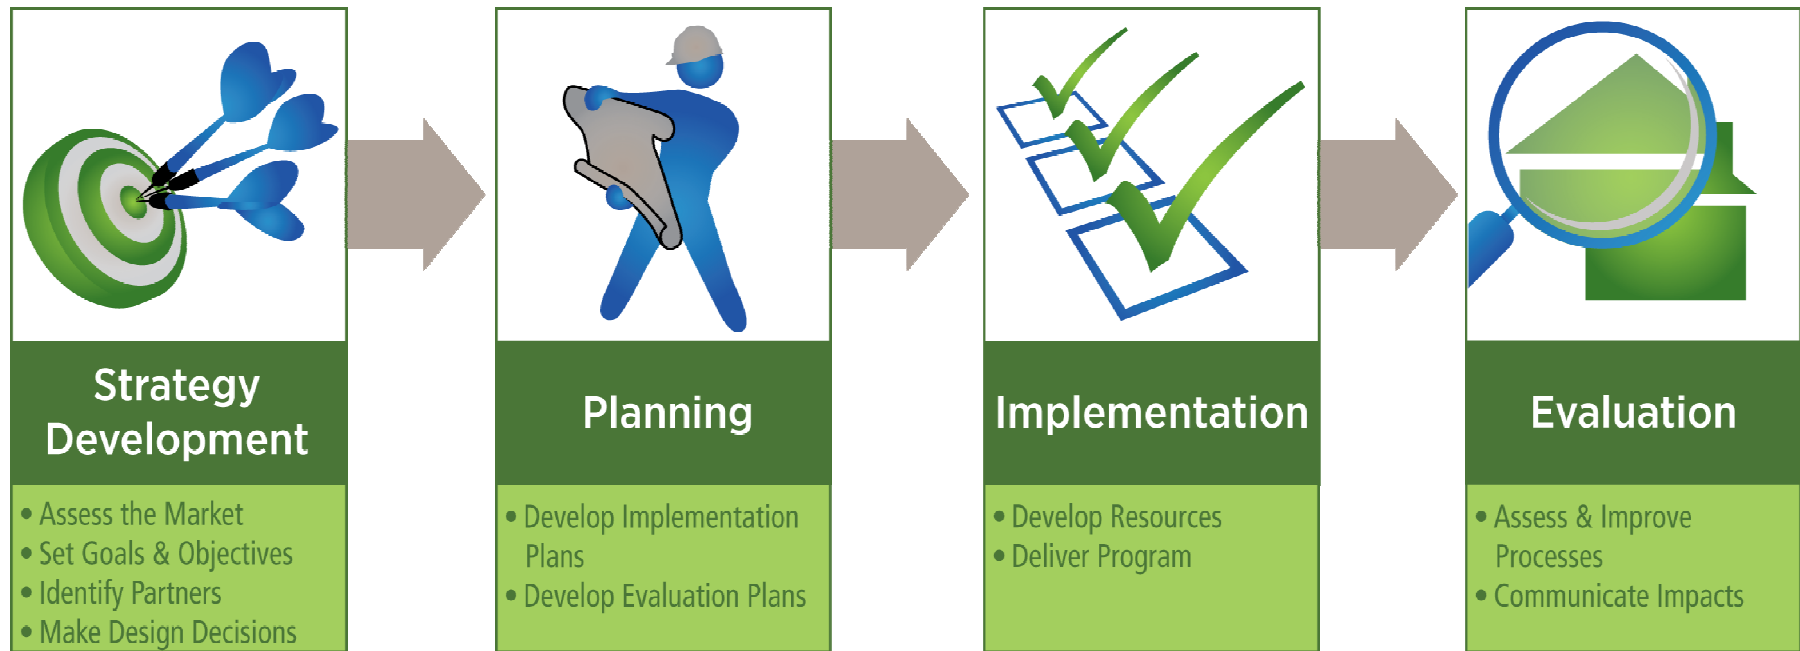 Strategy
Development
• Assess the Market
• Set Goals & Objectives
• Identify Partners
• Make Design Decisions
Planning
• Develop Implementation
Plans
• Develop Evaluation Plans
Implementation
• Develop Resources
• Deliver Program
Evaluation
• Assess & Improve
Processes
• Communicate Impacts